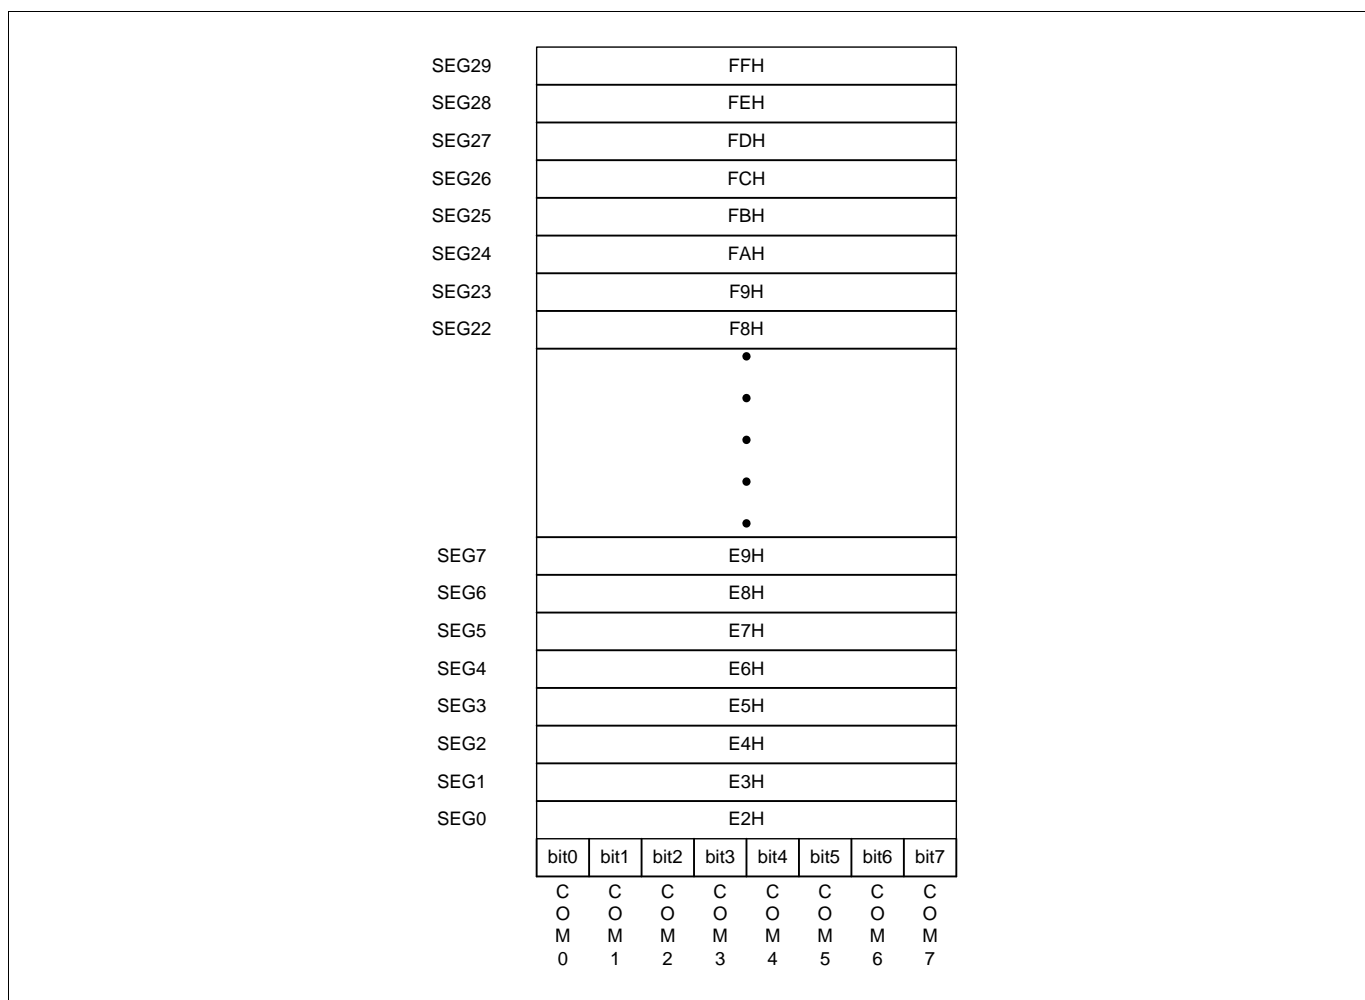 SEG29 FFH
SEG28 FEH
SEG27 FDH
SEG26 FCH
SEG25 FBH
SEG24 FAH
SEG23 F9H
SEG22 F8H
SEG7 E9H
SEG6 E8H
SEG5 E7H
SEG4 E6H
SEG3 E5H
SEG2 E4H
SEG1 E3H
SEG0 E2H
bit0 bit1 bit2 bit3 bit4 bit5 bit6 bit7
C C C C C C C C
O O O O O O O O
M M M M M M M M
0 1 2 3 4 5 6 7